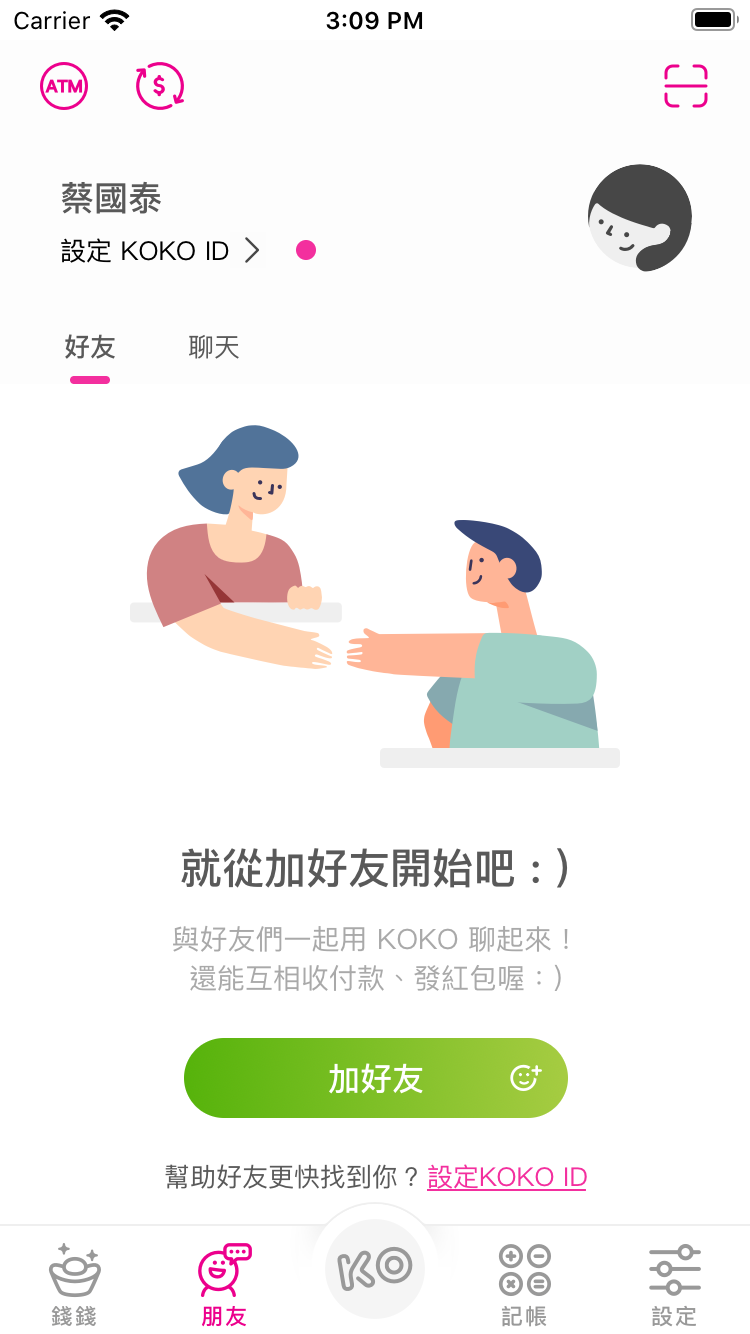 Carrier 3:09 PM
ATM $
蔡國泰
設定 KOKO ID
好友 聊天
就從加好友開始吧：)
與好友們一起用 KOKO 聊起來！
還能互相收付款、發紅包喔：)
加好友
幫助好友更快找到你？設定KOKO ID
KO
錢錢 朋友 記帳 設定